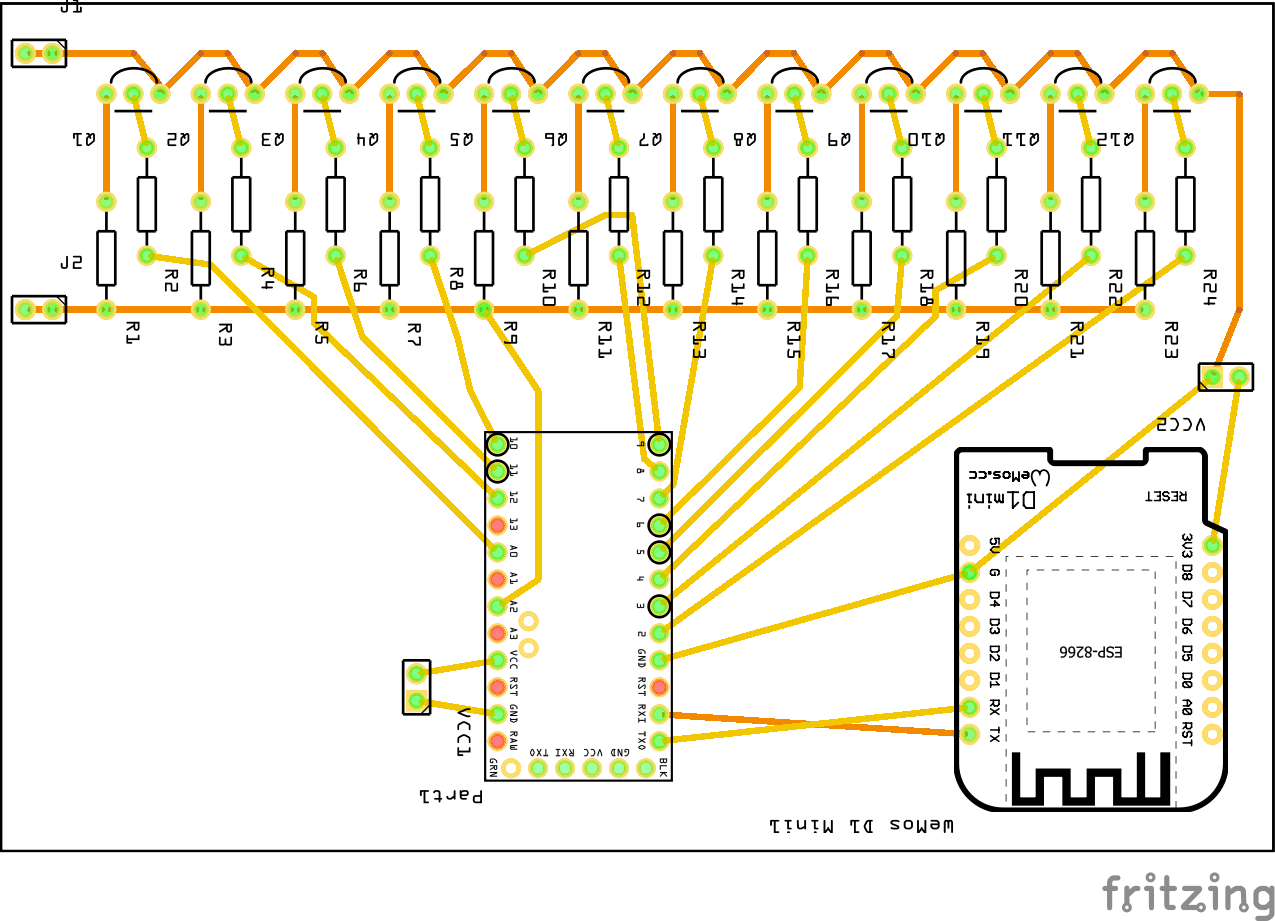 J1
Q1 Q2 Q3 Q4 Q5 Q6 Q7 Q8 Q9 Q10 Q11 Q12
J2
R2 R4 R6 R8 R10 R12 R14 R16 R18 R20 R22 R24
R1 R3 R5 R7 R9 R11 R13 R15 R17 R19 R21 R23
VCC2
10 9
11 8
12 7
13 6
A0 5
A1 4
A2 3
A3 2
VCC GND
RST RST
GND RXI
RAW TXO
GRN TXO RXI VCC GND BLK
VCC1
Part1
WeMos.cc
D1mini
RESET
5V 3V3
G D8
D4 D7
D3 D6
D2 D5
D1 D0
RX A0
TX RST
ESP-8266
WeMos D1 Mini1
fritzing